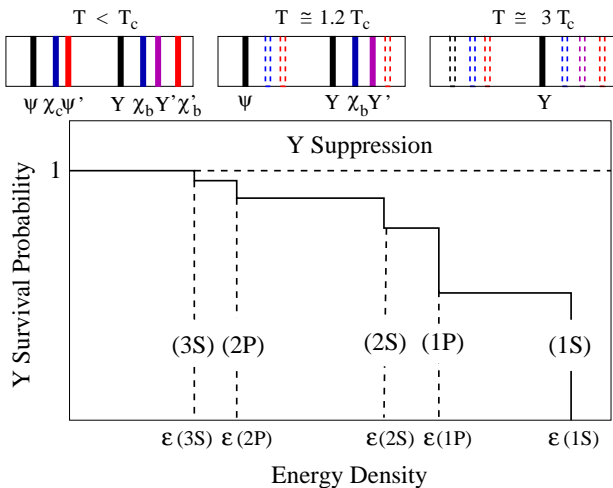 T < Tc T ≅ 1.2 Tc T ≅ 3 Tc
Ψ χc Ψ' Υ χb Υ' χ'b Ψ Υ χb Υ' Υ
Υ Suppression
1
Υ Survival Probability
(3S) (2P) (2S) (1P) (1S)
ε(3S) ε(2P) ε(2S) ε(1P) ε(1S)
Energy Density